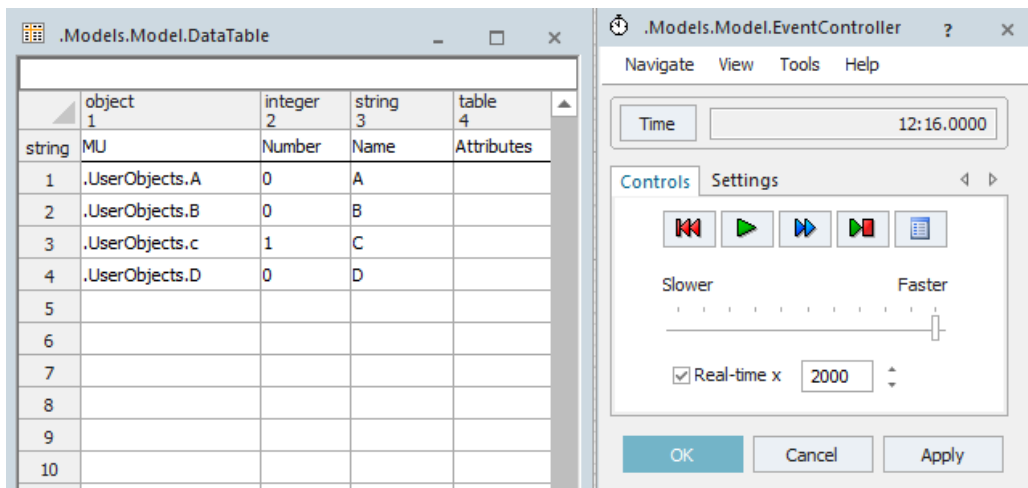 .Models.Model.DataTable
object integer string table
1 2 3 4
string MU Number Name Attributes
1 .UserObjects.A 0 A
2 .UserObjects.B 0 B
3 .UserObjects.c 1 C
4 .UserObjects.D 0 D
5
6
7
8
9
10
.Models.Model.EventController ?
Navigate View Tools Help
Time 12:16.0000
Controls Settings
Slower Faster
Real-time x 2000
OK Cancel Apply